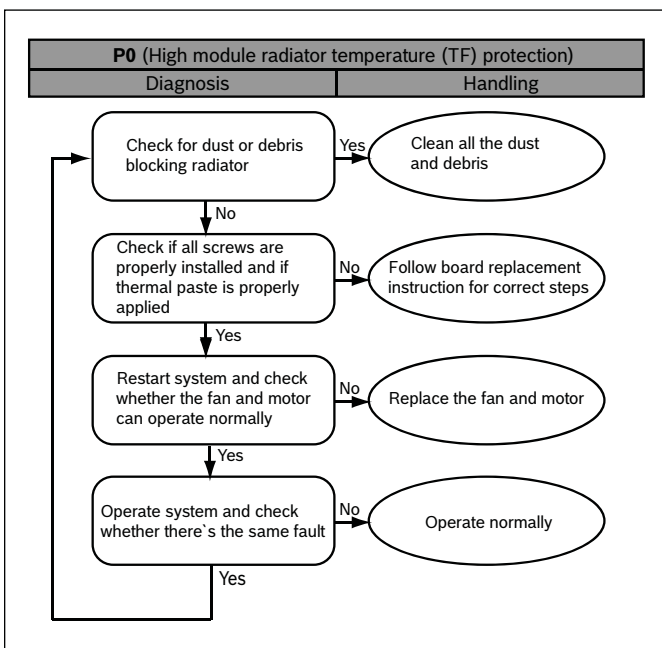 P0 (High module radiator temperature (TF) protection)
Diagnosis
Handling
Check for dust or debris
blocking radiator
Yes
Clean all the dust
and debris
No
Check if all screws are
properly installed and if
thermal paste is properly
applied
No
Follow board replacement
instruction for correct steps
Yes
Restart system and check
whether the fan and motor
can operate normally
No
Replace the fan and motor
Yes
Operate system and check
whether there`s the same fault
No
Operate normally
Yes